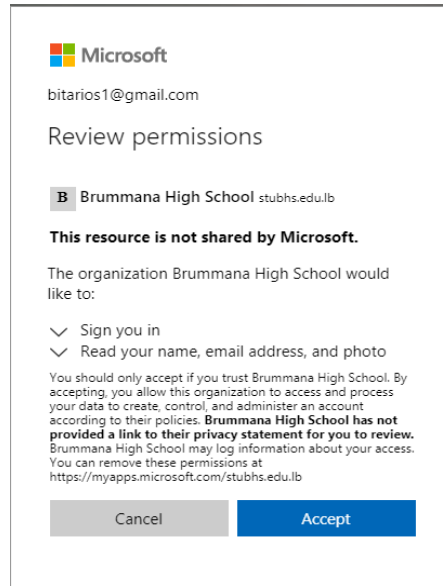 Microsoft
bitarios1@gmail.com
Review permissions
B Brummana High School stubhs.edu.lb
This resource is not shared by Microsoft.
The organization Brummana High School would
like to:
Sign you in
Read your name, email address, and photo
You should only accept if you trust Brummana High School. By
accepting, you allow this organization to access and process
your data to create, control, and administer an account
according to their policies. Brummana High School has not
provided a link to their privacy statement for you to review.
Brummana High School may log information about your access.
You can remove these permissions at
https://myapps.microsoft.com/stubhs.edu.lb
Cancel Accept